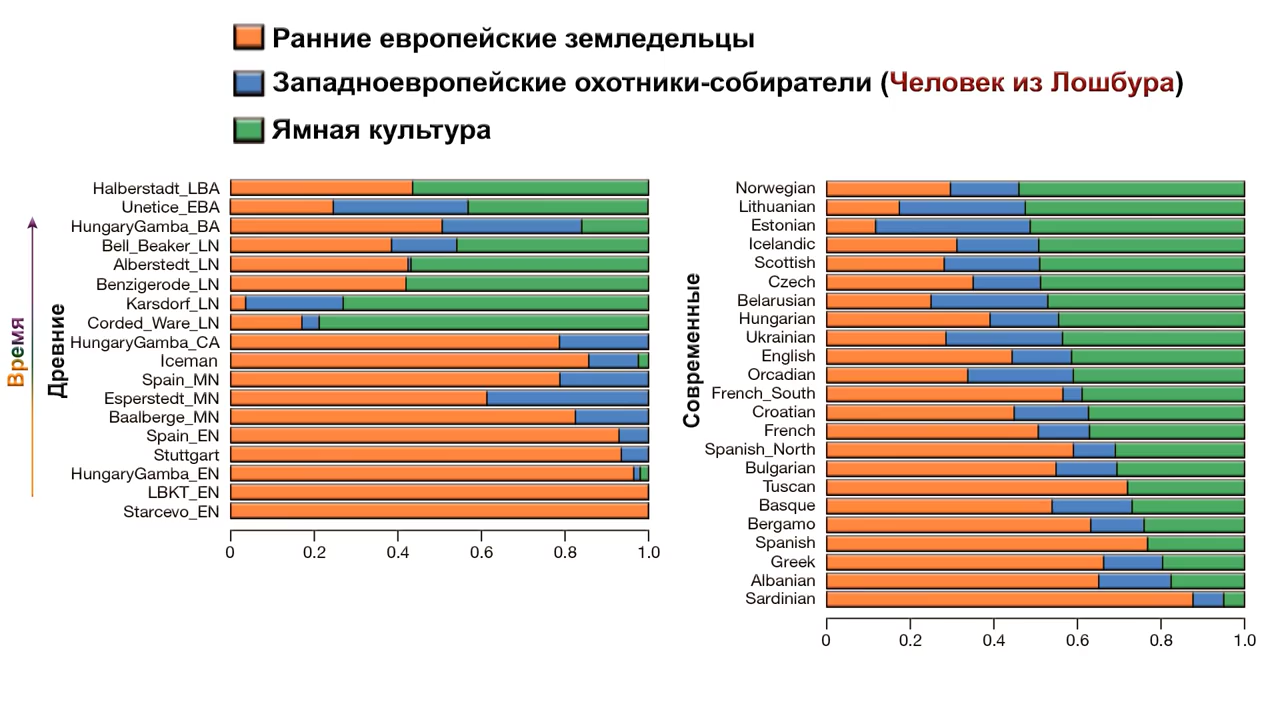 Ранние европейские земледельцы
Западноевропейские охотники-собиратели (Человек из Лошбура)
Ямная культура
Время
Древние
Halberstadt_LBA
Unetice_EBA
HungaryGamba_BA
Bell_Beaker_LN
Alberstedt_LN
Benzigerode_LN
Karsdorf_LN
Corded_Ware_LN
HungaryGamba_CA
Iceman
Spain_MN
Esperstedt_MN
Baalberge_MN
Spain_EN
Stuttgart
HungaryGamba_EN
LBKT_EN
Starcevo_EN
0 0.2 0.4 0.6 0.8 1.0
Современные
Norwegian
Lithuanian
Estonian
Icelandic
Scottish
Czech
Belarusian
Hungarian
Ukrainian
English
Orcadian
French_South
Croatian
French
Spanish_North
Bulgarian
Tuscan
Basque
Bergamo
Spanish
Greek
Albanian
Sardinian
0 0.2 0.4 0.6 0.8 1.0